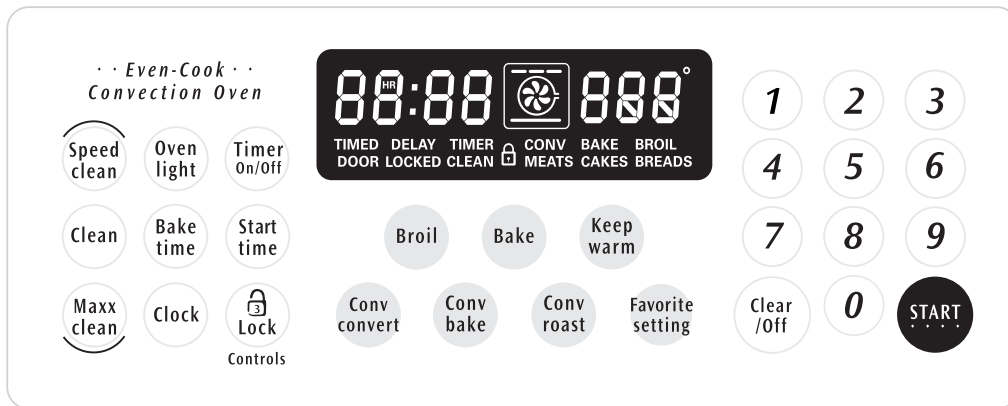 · · Even-Cook · ·
Convection Oven
Speed
clean
Oven
light
Timer
On/Off
Clean
Bake
time
Start
time
Maxx
clean
Clock
3
Lock
Controls
88:88 888°
HR
TIMED DELAY TIMER CONV BAKE BROIL
DOOR LOCKED CLEAN MEATS CAKES BREADS
Broil
Bake
Keep
warm
Conv
convert
Conv
bake
Conv
roast
Favorite
setting
1 2 3
4 5 6
7 8 9
Clear
/Off
0
START